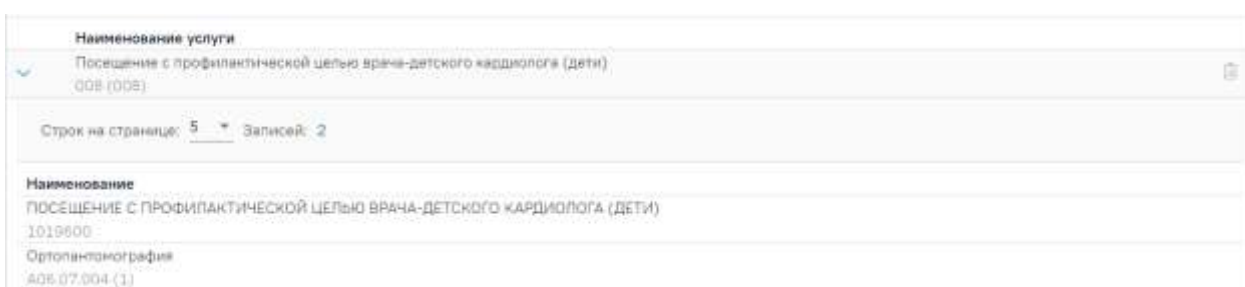 Наименование услуги
Посещение с профилактической целью врача-детского кардиолога (дети)
008 (008)
Строк на странице: 5 Записей: 2
Наименование
ПОСЕЩЕНИЕ С ПРОФИЛАКТИЧЕСКОЙ ЦЕЛЬЮ ВРАЧА-ДЕТСКОГО КАРДИОЛОГА (ДЕТИ)
1019600
Ортопантомография
A06.07.004 (1)